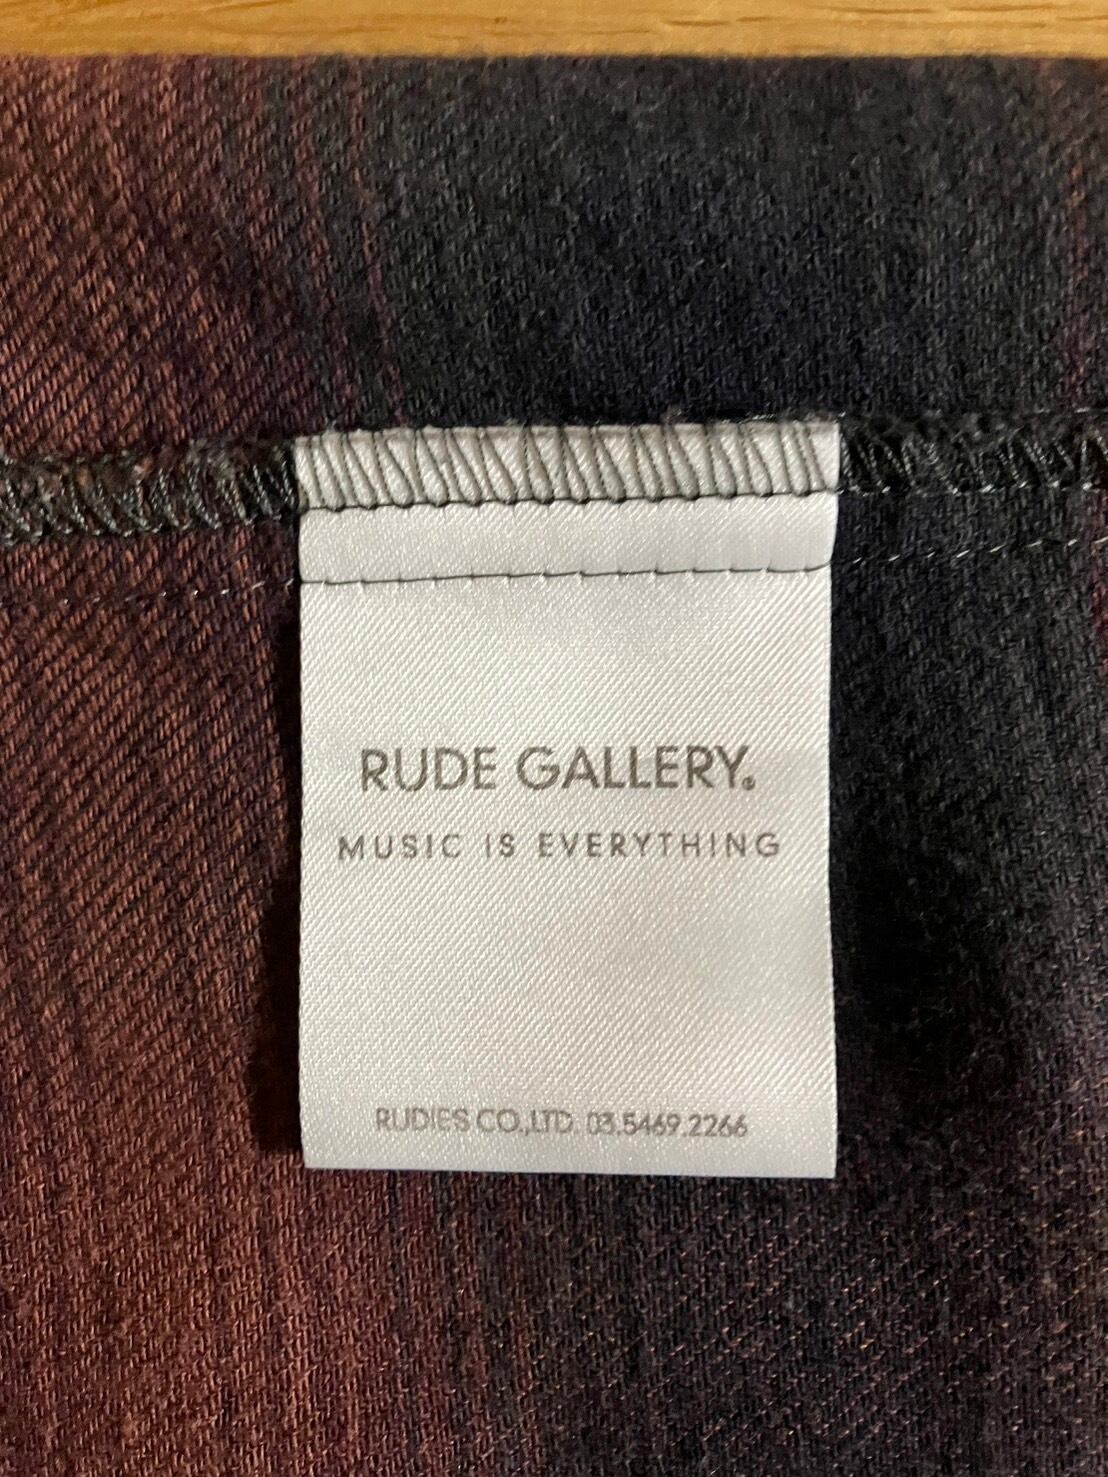 RUDE GALLERY®
MUSIC IS EVERYTHING
RUDIES CO.,LTD. 03.5469.2266